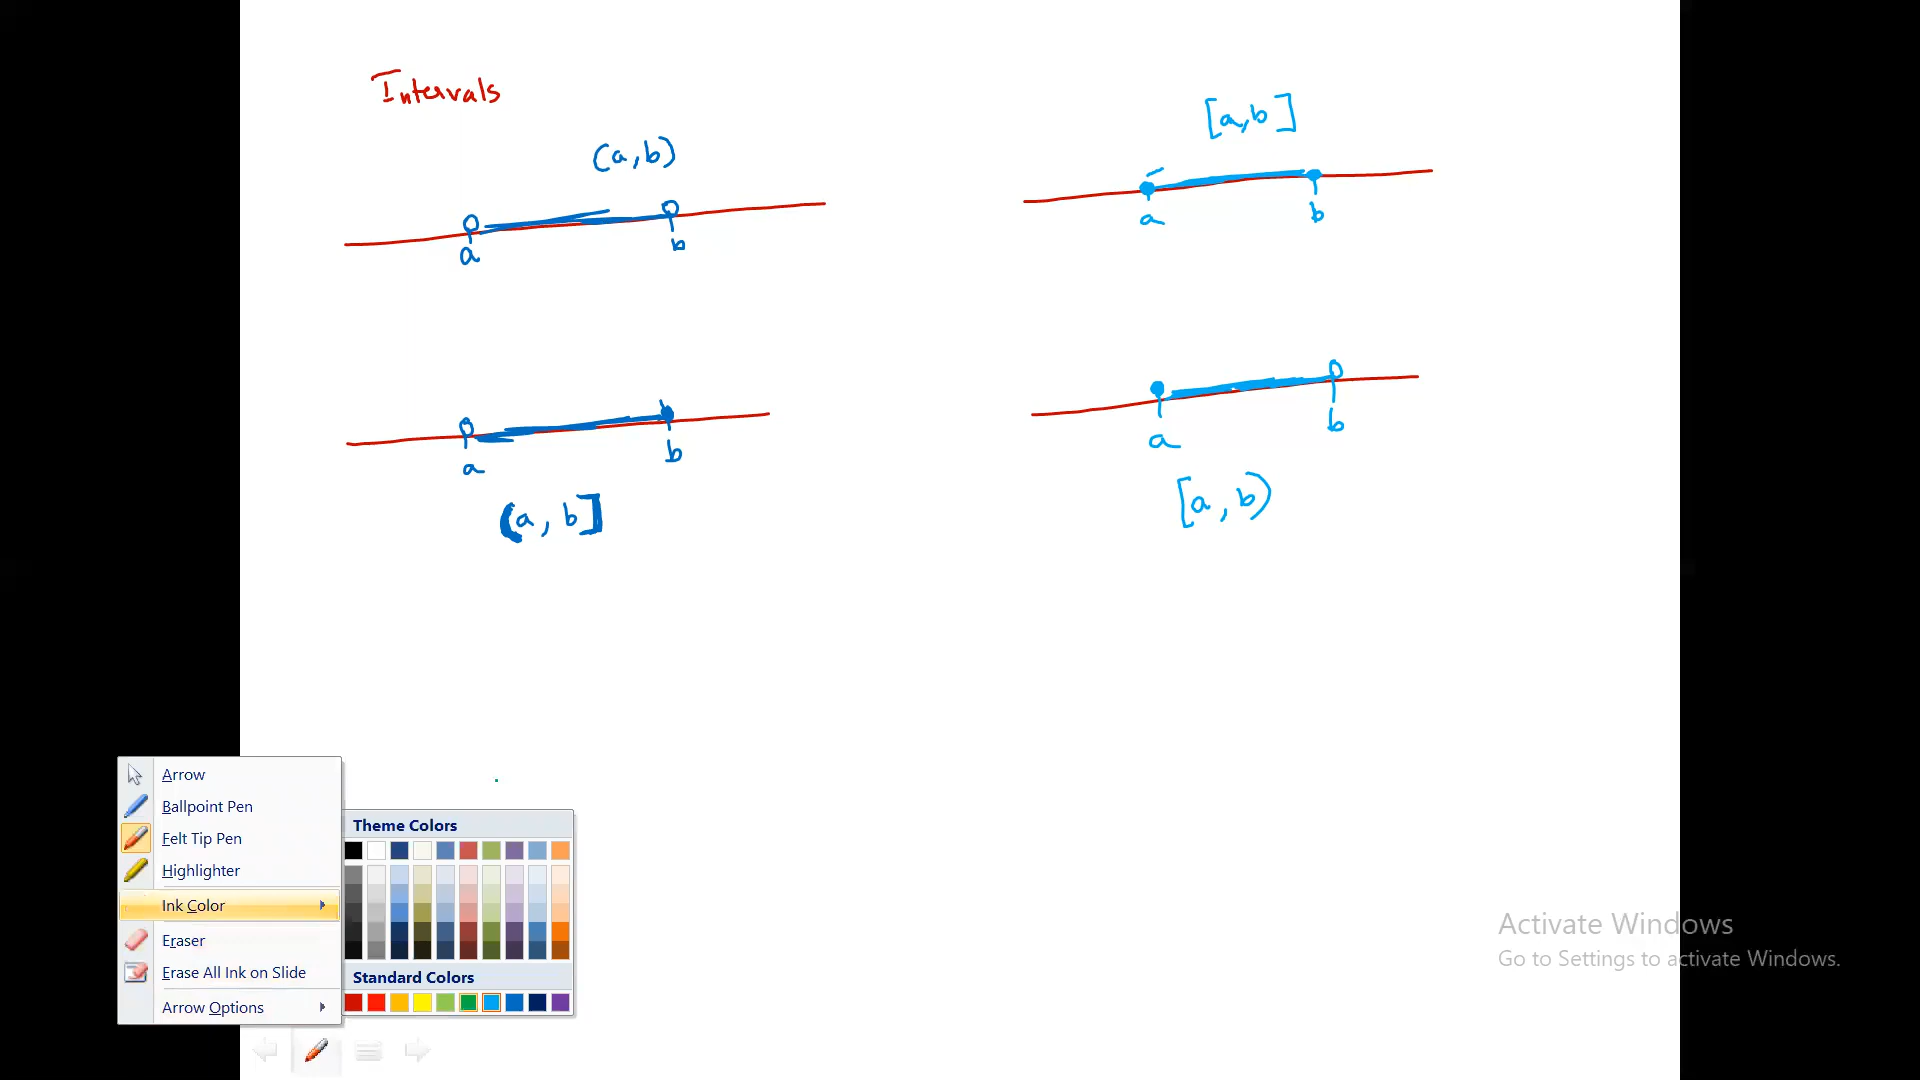 Intervals
(a, b)
a b
[a, b]
a b
a b
(a, b]
a b
[a, b)
Arrow
Ballpoint Pen
Felt Tip Pen
Highlighter
Ink Color
Eraser
Erase All Ink on Slide
Arrow Options
Theme Colors
Standard Colors
Activate Windows
Go to Settings to activate Windows.